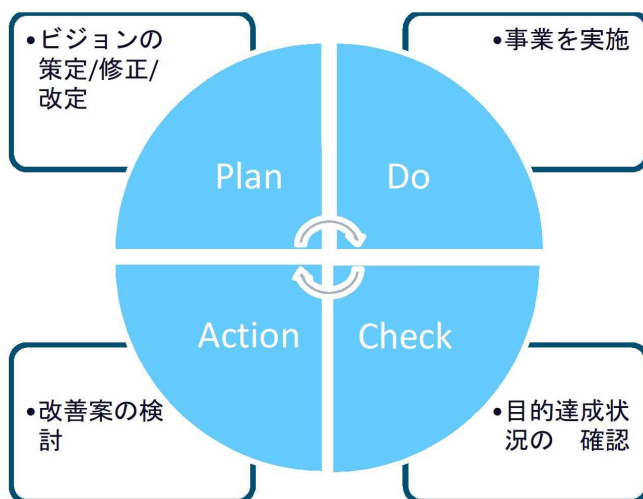 •ビジョンの
策定/修正/
改定
•事業を実施
Plan
Do
Action
Check
•改善案の検
討
•目的達成状
況の　確認